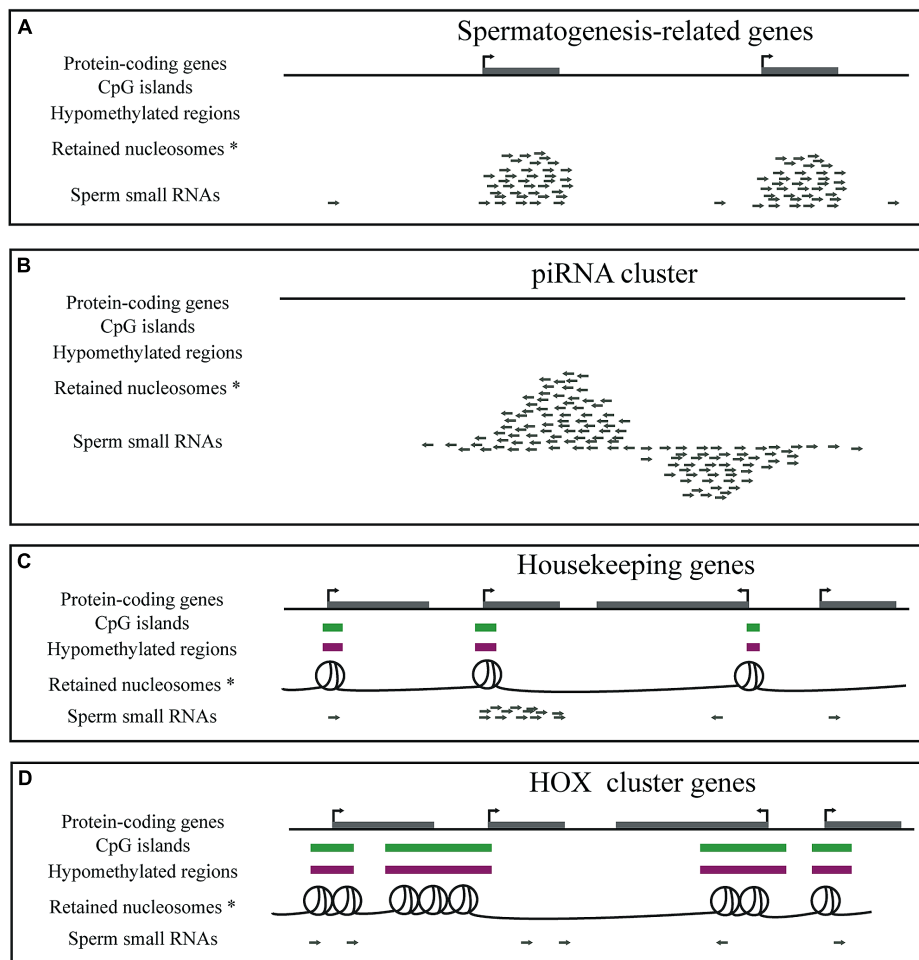 A
Spermatogenesis-related genes
Protein-coding genes
CpG islands
Hypomethylated regions
Retained nucleosomes *
Sperm small RNAs
B
piRNA cluster
Protein-coding genes
CpG islands
Hypomethylated regions
Retained nucleosomes *
Sperm small RNAs
C
Housekeeping genes
Protein-coding genes
CpG islands
Hypomethylated regions
Retained nucleosomes *
Sperm small RNAs
D
HOX cluster genes
Protein-coding genes
CpG islands
Hypomethylated regions
Retained nucleosomes *
Sperm small RNAs